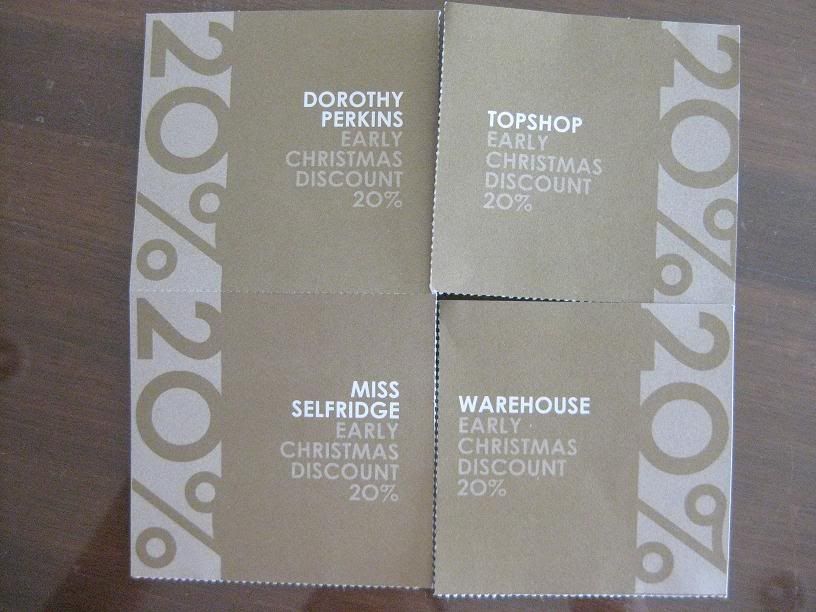 20%
DOROTHY
PERKINS
EARLY
CHRISTMAS
DISCOUNT
20%
TOPSHOP
EARLY
CHRISTMAS
DISCOUNT
20%
20%
20%
MISS
SELFRIDGE
EARLY
CHRISTMAS
DISCOUNT
20%
WAREHOUSE
EARLY
CHRISTMAS
DISCOUNT
20%
20%